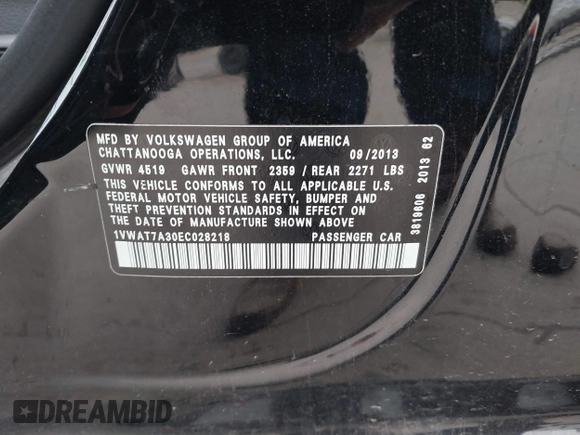 MFD BY VOLKSWAGEN GROUP OF AMERICA
CHATTANOOGA OPERATIONS, LLC. 09/2013
GVWR 4519 GAWR FRONT 2359 / REAR 2271 LBS
THIS VEHICLE CONFORMS TO ALL APPLICABLE U.S.
FEDERAL MOTOR VEHICLE SAFETY, BUMPER AND
THEFT PREVENTION STANDARDS IN EFFECT ON
THE DATE OF MANUFACTURE SHOWN ABOVE
1VWAT7A30EC028218 PASSENGER CAR
3819606 2013 62
DREAMBID